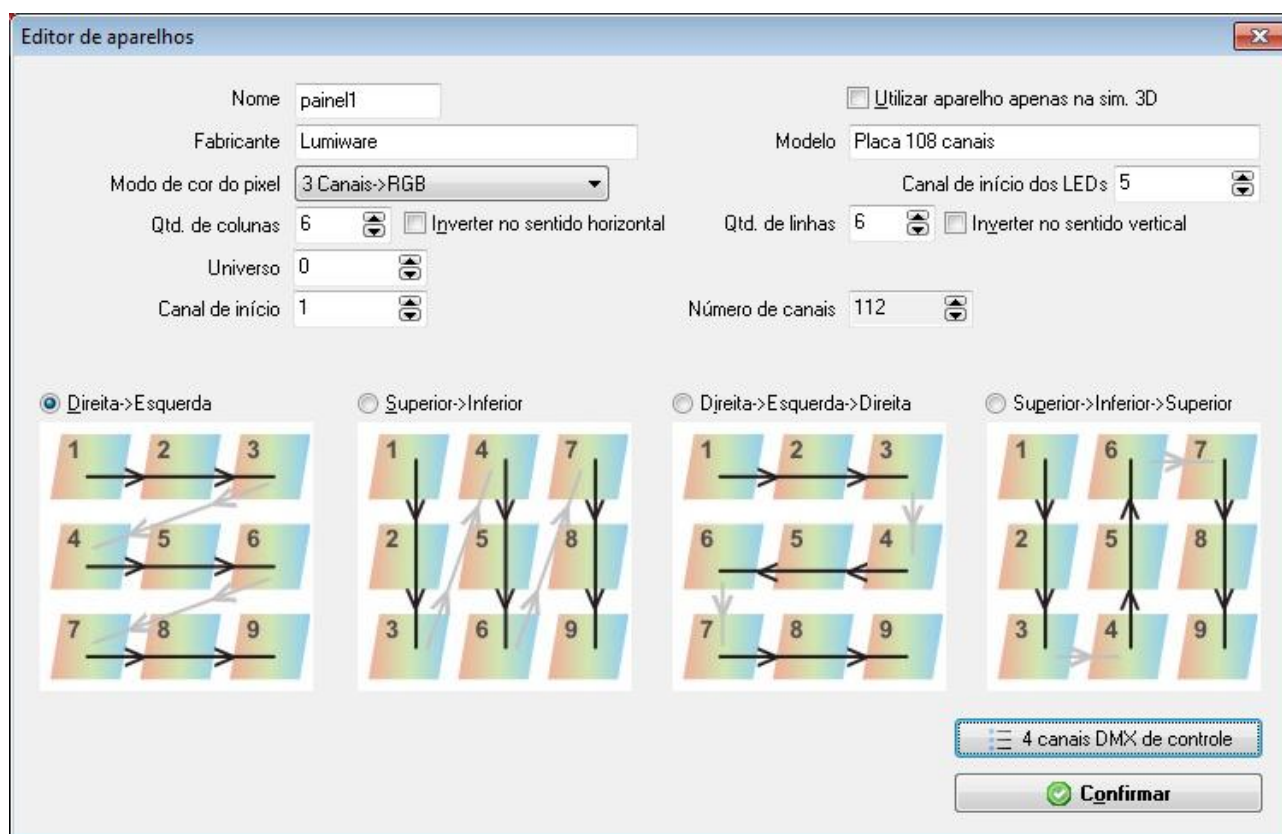 Editor de aparelhos
Nome painel1 Utilizar aparelho apenas na sim. 3D
Fabricante Lumiware Modelo Placa 108 canais
Modo de cor do pixel 3 Canais->RGB Canal de início dos LEDs 5
Qtd. de colunas 6 Inverter no sentido horizontal Qtd. de linhas 6 Inverter no sentido vertical
Universo 0
Canal de início 1 Número de canais 112
Direita->Esquerda Superior->Inferior Direita->Esquerda->Direita Superior->Inferior->Superior
1 2 3 1 4 7 1 2 3 1 6 7
4 5 6 2 5 8 6 5 4 2 5 8
7 8 9 3 6 9 7 8 9 3 4 9
4 canais DMX de controle
Confirmar